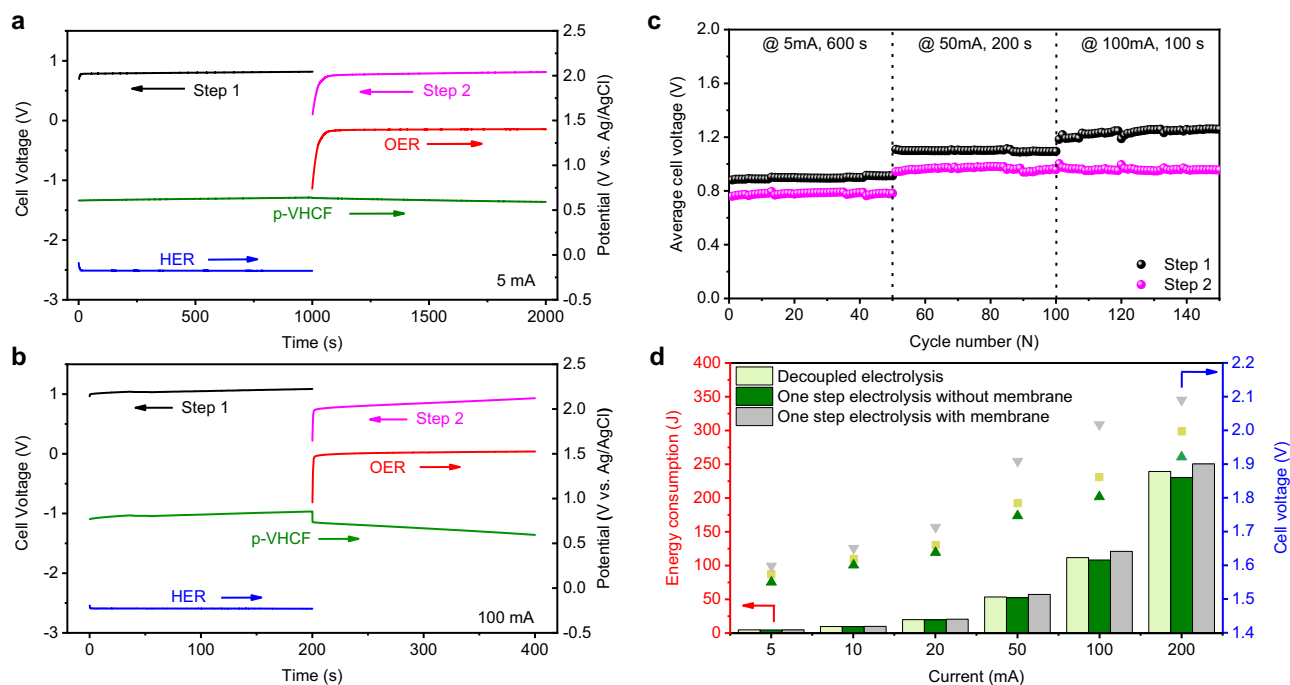 a
Cell Voltage (V)
1
0
-1
-2
-3
Step 1
Step 2
OER
p-VHCF
HER
5 mA
2.5
2.0
1.5
1.0
0.5
0.0
-0.5
Potential (V vs. Ag/AgCl)
0 500 1000 1500 2000
Time (s)
b
Cell Voltage (V)
1
0
-1
-2
-3
Step 1
Step 2
OER
p-VHCF
HER
100 mA
2.5
2.0
1.5
1.0
0.5
0.0
-0.5
Potential (V vs. Ag/AgCl)
0 100 200 300 400
Time (s)
c
Average cell voltage (V)
2.0
1.6
1.2
0.8
0.4
0.0
@ 5mA, 600 s @ 50mA, 200 s @ 100mA, 100 s
Step 1
Step 2
0 20 40 60 80 100 120 140
Cycle number (N)
d
Energy consumption (J)
400
350
300
250
200
150
100
50
0
Decoupled electrolysis
One step electrolysis without membrane
One step electrolysis with membrane
2.2
2.1
2.0
1.9
1.8
1.7
1.6
1.5
1.4
Cell voltage (V)
5 10 20 50 100 200
Current (mA)